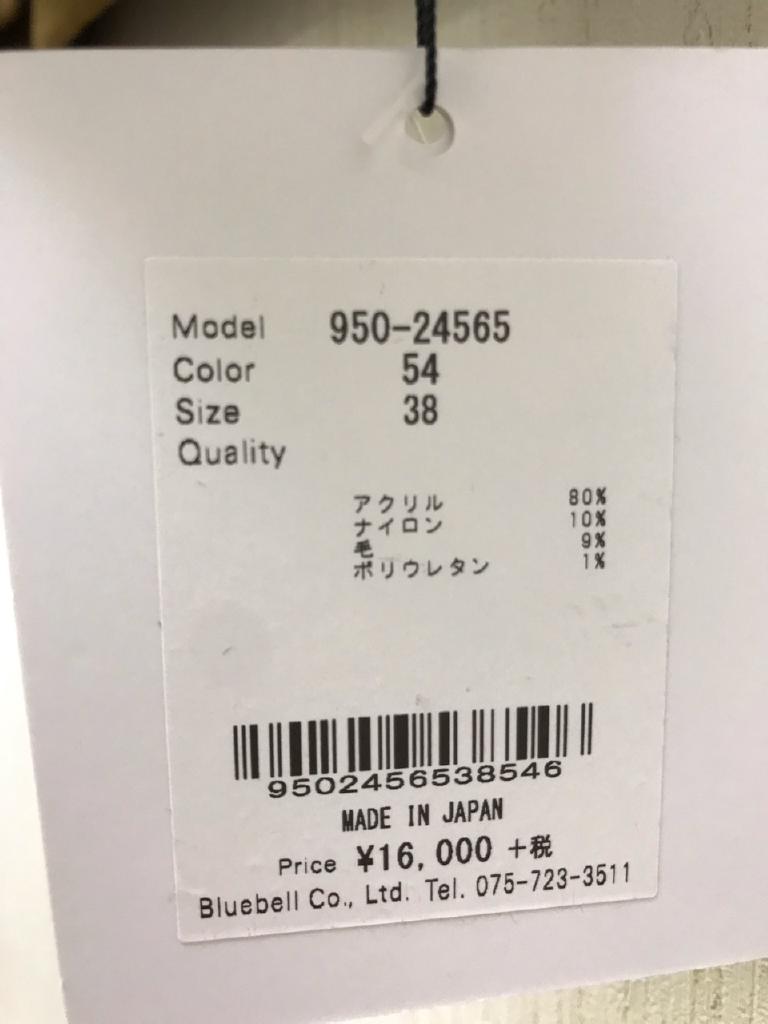 Model 950-24565
Color 54
Size 38
Quality
アクリル 80%
ナイロン 10%
毛 9%
ポリウレタン 1%
9502456538546
MADE IN JAPAN
Price ¥16,000 +税
Bluebell Co., Ltd. Tel. 075-723-3511